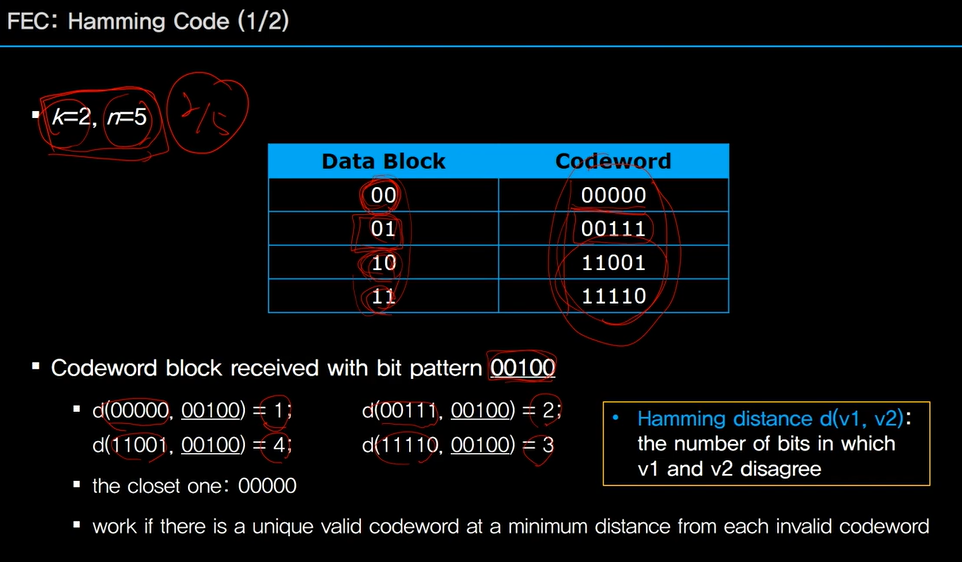 FEC: Hamming Code (1/2)
▪ k=2, n=5 2/5
Data Block Codeword
00 00000
01 00111
10 11001
11 11110
▪ Codeword block received with bit pattern 00100
▪ d(00000, 00100) = 1; d(00111, 00100) = 2;
d(11001, 00100) = 4; d(11110, 00100) = 3
• Hamming distance d(v1, v2):
the number of bits in which
v1 and v2 disagree
▪ the closet one: 00000
▪ work if there is a unique valid codeword at a minimum distance from each invalid codeword